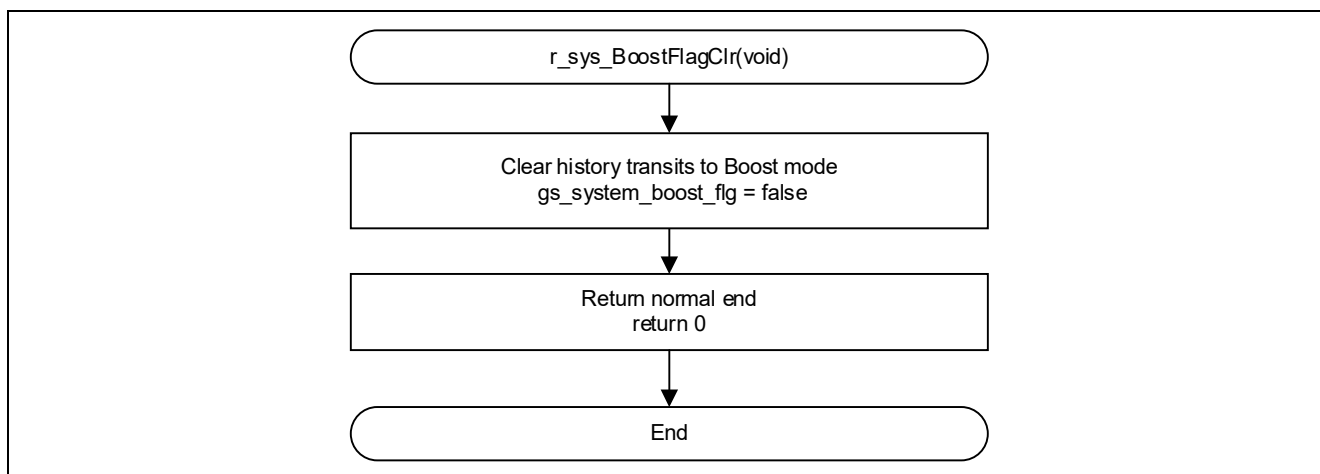 r_sys_BoostFlagClr(void)
Clear history transits to Boost mode
gs_system_boost_flg = false
Return normal end
return 0
End